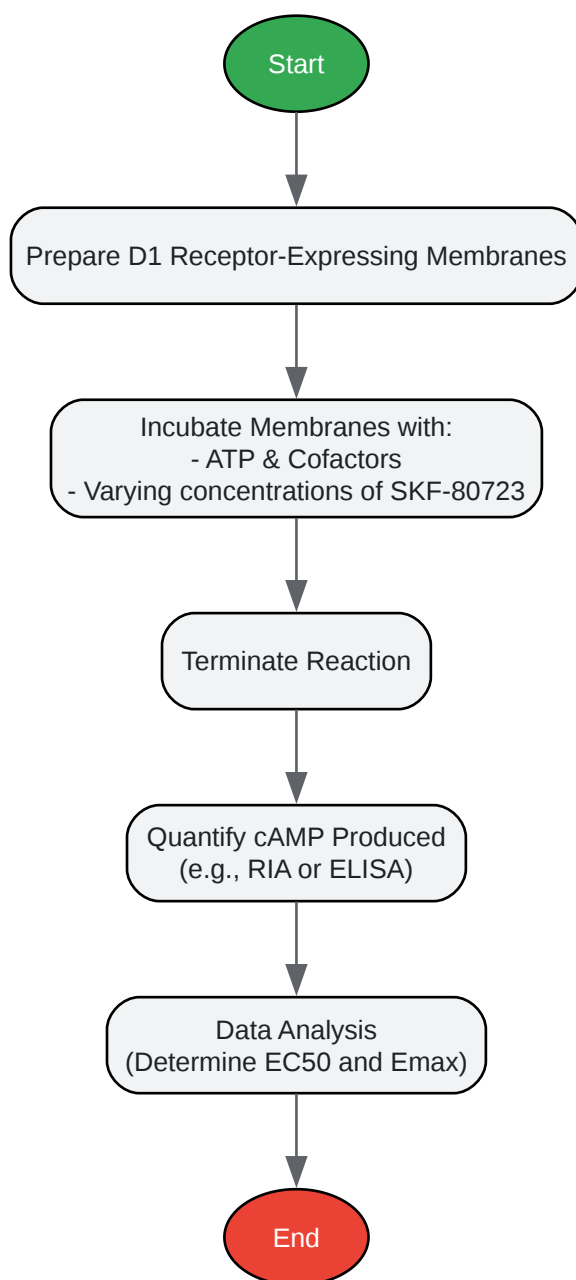 Start
Prepare D1 Receptor-Expressing Membranes
Incubate Membranes with:
- ATP & Cofactors
- Varying concentrations of SKF-80723
Terminate Reaction
Quantify cAMP Produced
(e.g., RIA or ELISA)
Data Analysis
(Determine EC50 and Emax)
End